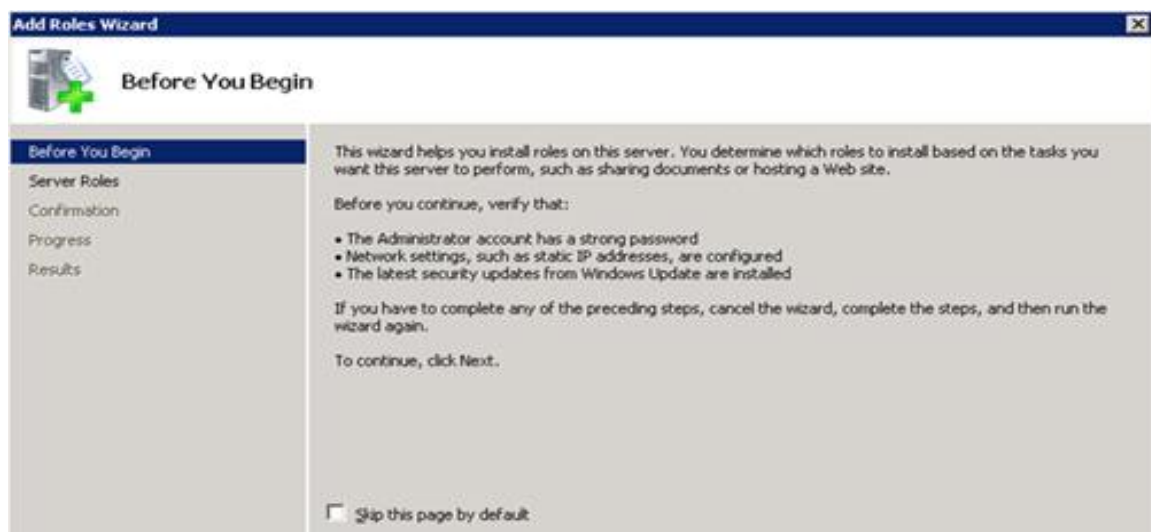 Add Roles Wizard
Before You Begin
Before You Begin
Server Roles
Confirmation
Progress
Results
This wizard helps you install roles on this server. You determine which roles to install based on the tasks you
want this server to perform, such as sharing documents or hosting a Web site.
Before you continue, verify that:
• The Administrator account has a strong password
• Network settings, such as static IP addresses, are configured
• The latest security updates from Windows Update are installed
If you have to complete any of the preceding steps, cancel the wizard, complete the steps, and then run the
wizard again.
To continue, click Next.
Skip this page by default